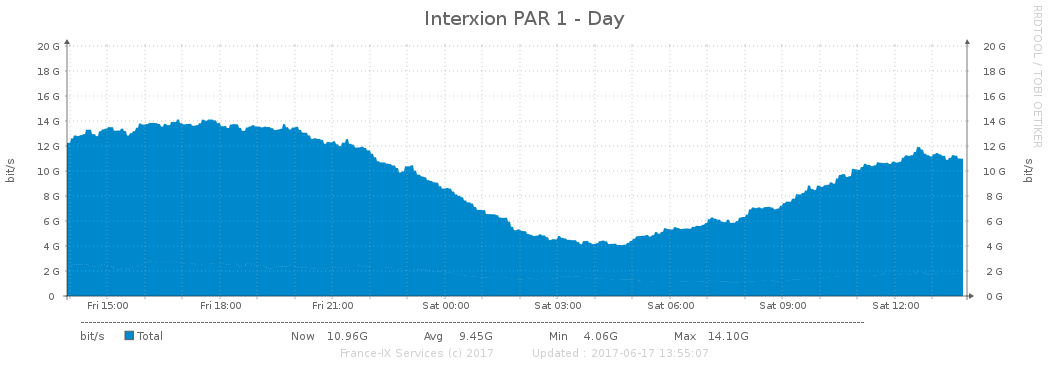 Interxion PAR 1 - Day
RRDTOOL / TOBI OETIKER
20 G 20 G
18 G 18 G
16 G 16 G
14 G 14 G
12 G 12 G
10 G 10 G
8 G 8 G
6 G 6 G
4 G 4 G
2 G 2 G
0 0 G
bit/s
bit/s
Fri 15:00 Fri 18:00 Fri 21:00 Sat 00:00 Sat 03:00 Sat 06:00 Sat 09:00 Sat 12:00
bit/s Total Now 10.96G Avg 9.45G Min 4.06G Max 14.10G
France-IX Services (c) 2017 Updated : 2017-06-17 13:55:07